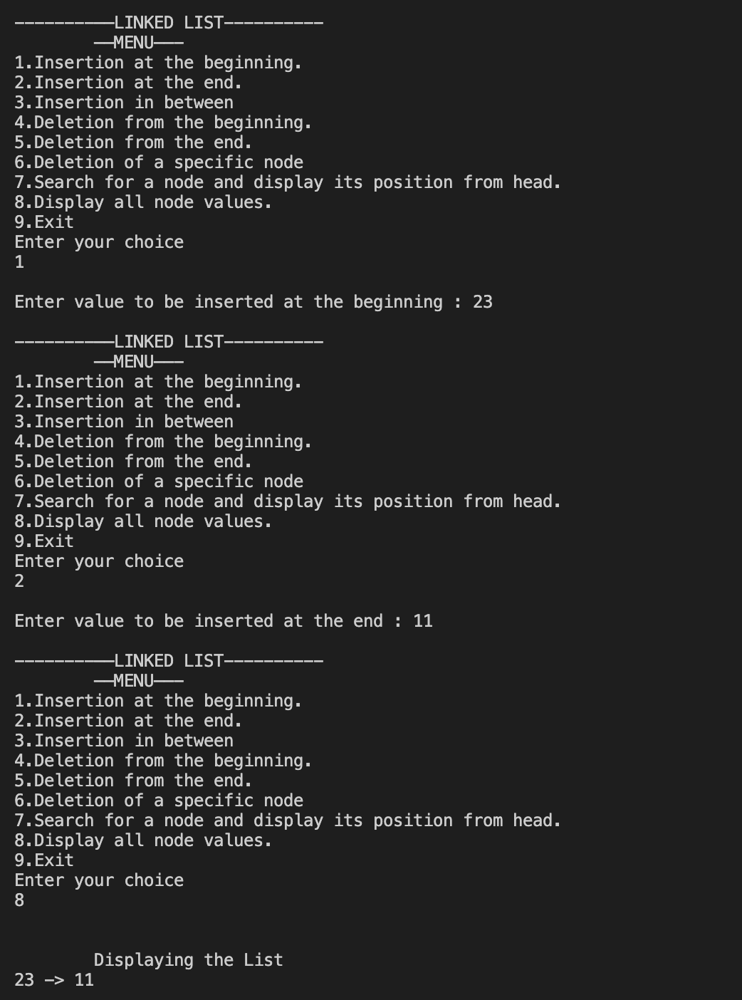 ----------LINKED LIST----------
--MENU---
1.Insertion at the beginning.
2.Insertion at the end.
3.Insertion in between
4.Deletion from the beginning.
5.Deletion from the end.
6.Deletion of a specific node
7.Search for a node and display its position from head.
8.Display all node values.
9.Exit
Enter your choice
1
Enter value to be inserted at the beginning : 23
----------LINKED LIST----------
--MENU---
1.Insertion at the beginning.
2.Insertion at the end.
3.Insertion in between
4.Deletion from the beginning.
5.Deletion from the end.
6.Deletion of a specific node
7.Search for a node and display its position from head.
8.Display all node values.
9.Exit
Enter your choice
2
Enter value to be inserted at the end : 11
----------LINKED LIST----------
--MENU---
1.Insertion at the beginning.
2.Insertion at the end.
3.Insertion in between
4.Deletion from the beginning.
5.Deletion from the end.
6.Deletion of a specific node
7.Search for a node and display its position from head.
8.Display all node values.
9.Exit
Enter your choice
8
Displaying the List
23 -> 11